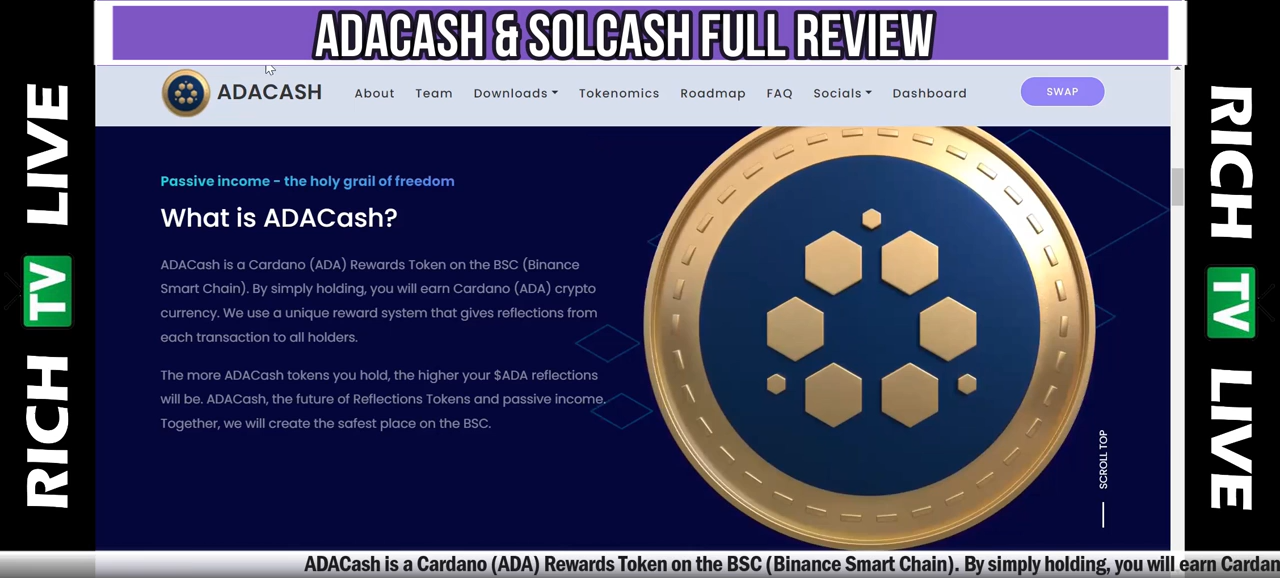 ADACASH & SOLCASH FULL REVIEW
ADACASH
About Team Downloads Tokenomics Roadmap FAQ Socials Dashboard SWAP
Passive income - the holy grail of freedom
What is ADACash?
ADACash is a Cardano (ADA) Rewards Token on the BSC (Binance
Smart Chain). By simply holding, you will earn Cardano (ADA) crypto
currency. We use a unique reward system that gives reflections from
each transaction to all holders.
The more ADACash tokens you hold, the higher your $ADA reflections
will be. ADACash, the future of Reflections Tokens and passive income.
Together, we will create the safest place on the BSC.
SCROLL TOP
RICH TV LIVE
RICH TV LIVE
ADACash is a Cardano (ADA) Rewards Token on the BSC (Binance Smart Chain). By simply holding, you will earn Cardan